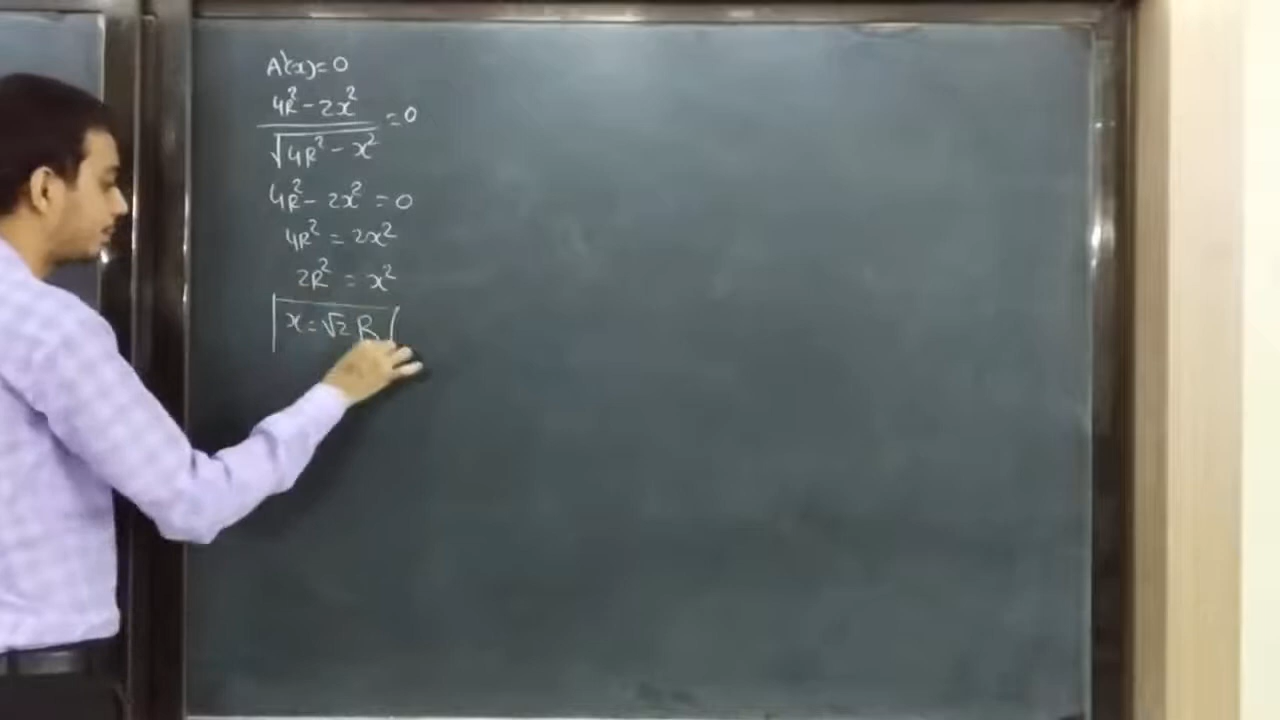 A'(x) = 0
4R² - 2x² / √4R² - x² = 0
4R² - 2x² = 0
4R² = 2x²
2R² = x²
x = √2 R